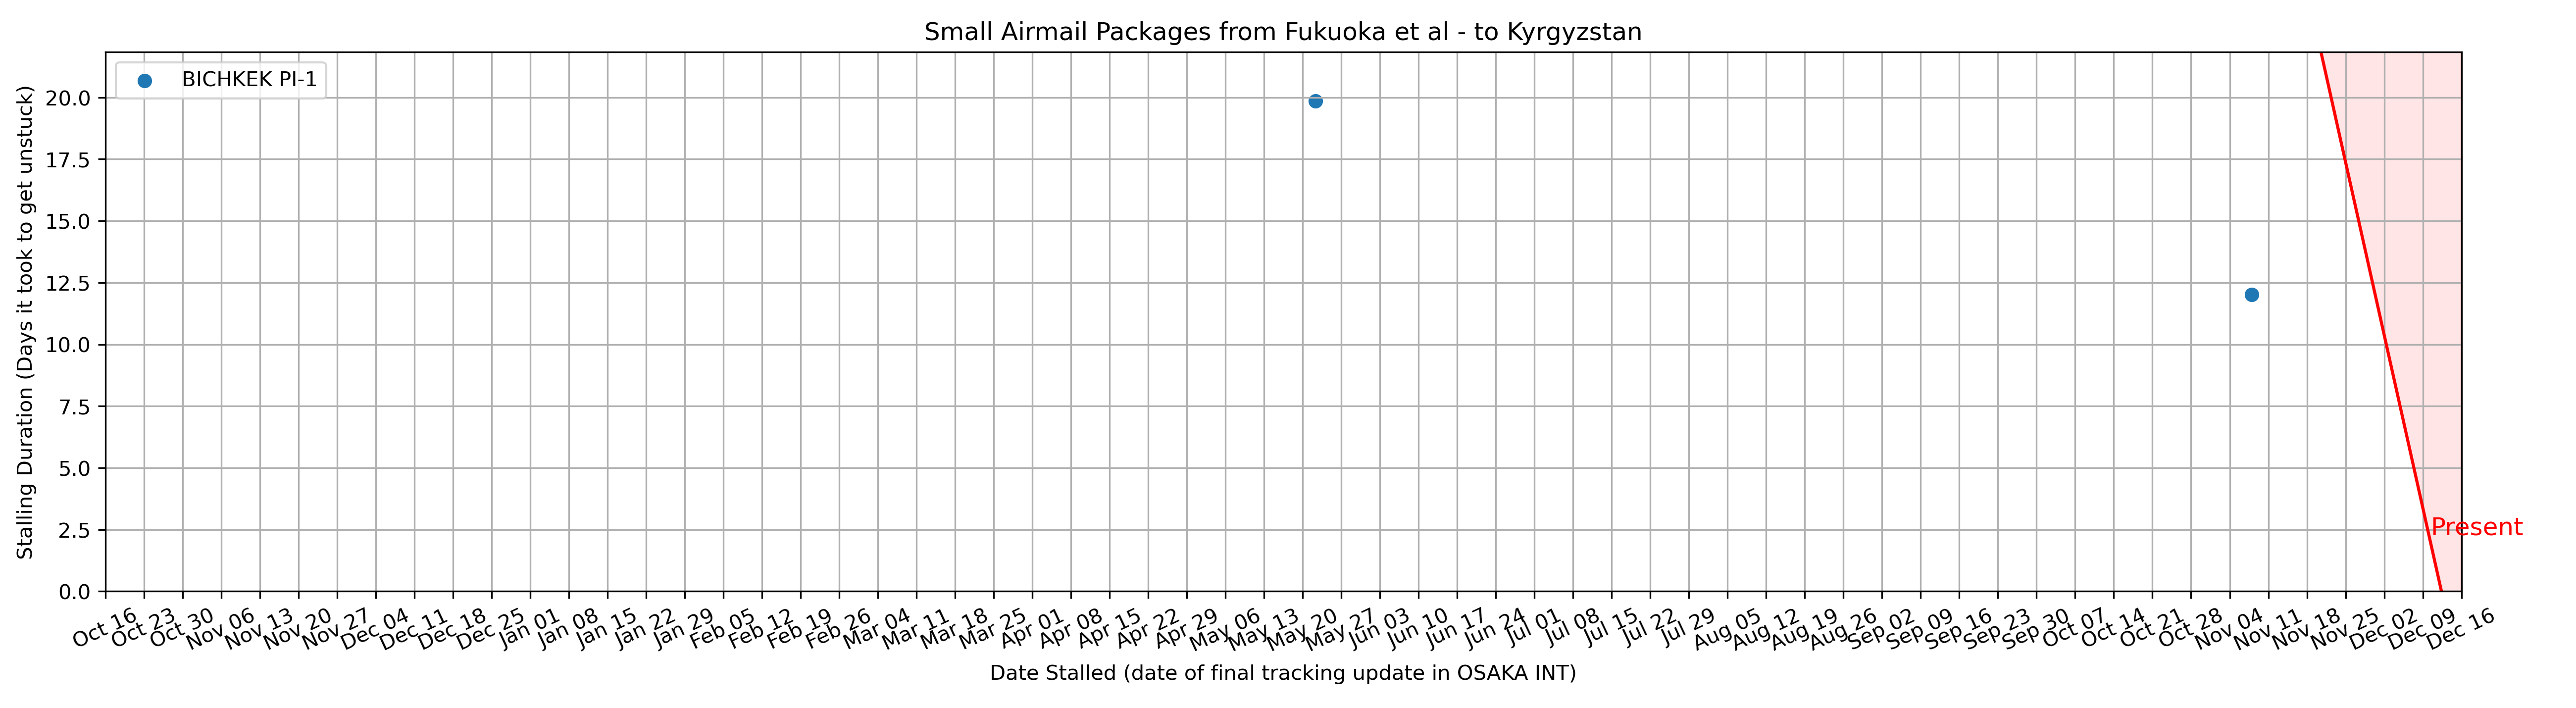 Small Airmail Packages from Fukuoka et al - to Kyrgyzstan
BICHKEK PI-1
Stalling Duration (Days it took to get unstuck)
20.0
17.5
15.0
12.5
10.0
7.5
5.0
2.5
0.0
Present
Oct 16 Oct 23 Oct 30 Nov 06 Nov 13 Nov 20 Nov 27 Dec 04 Dec 11 Dec 18 Dec 25 Jan 01 Jan 08 Jan 15 Jan 22 Jan 29 Feb 05 Feb 12 Feb 19 Feb 26 Mar 04 Mar 11 Mar 18 Mar 25 Apr 01 Apr 08 Apr 15 Apr 22 Apr 29 May 06 May 13 May 20 May 27 Jun 03 Jun 10 Jun 17 Jun 24 Jul 01 Jul 08 Jul 15 Jul 22 Jul 29 Aug 05 Aug 12 Aug 19 Aug 26 Sep 02 Sep 09 Sep 16 Sep 23 Sep 30 Oct 07 Oct 14 Oct 21 Oct 28 Nov 04 Nov 11 Nov 18 Nov 25 Dec 02 Dec 09 Dec 16
Date Stalled (date of final tracking update in OSAKA INT)